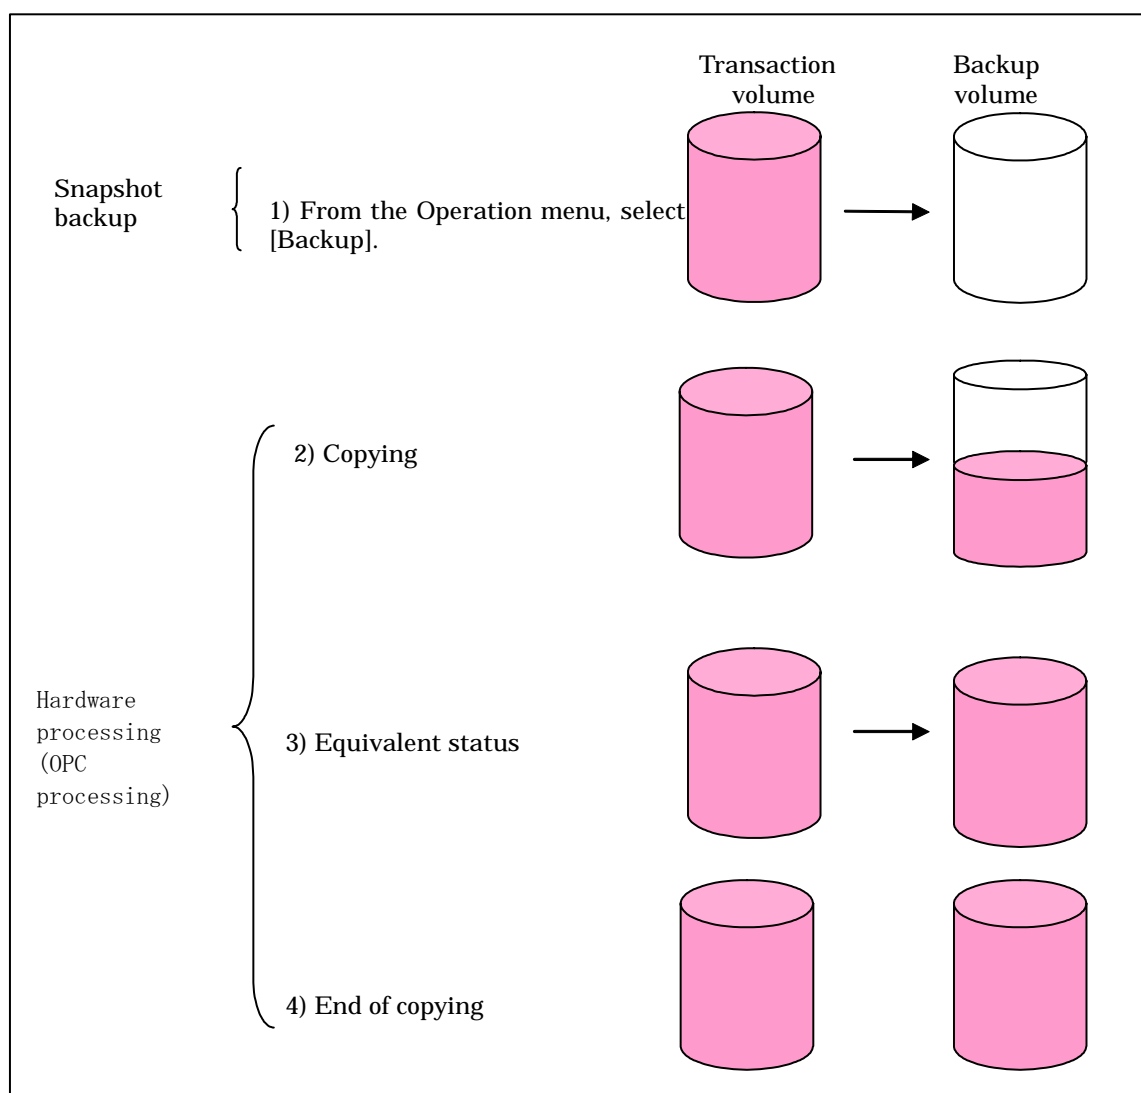 Transaction
volume
Backup
volume
Snapshot
backup
1) From the Operation menu, select
[Backup].
2) Copying
Hardware
processing
(OPC
processing)
3) Equivalent status
4) End of copying